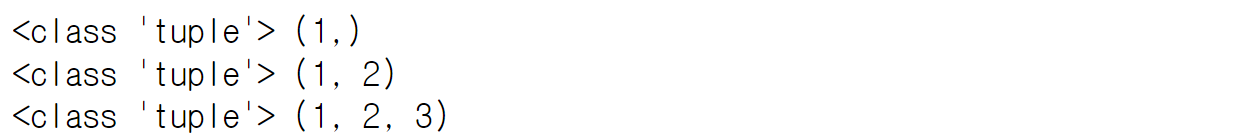 <class 'tuple'> (1,)
<class 'tuple'> (1, 2)
<class 'tuple'> (1, 2, 3)